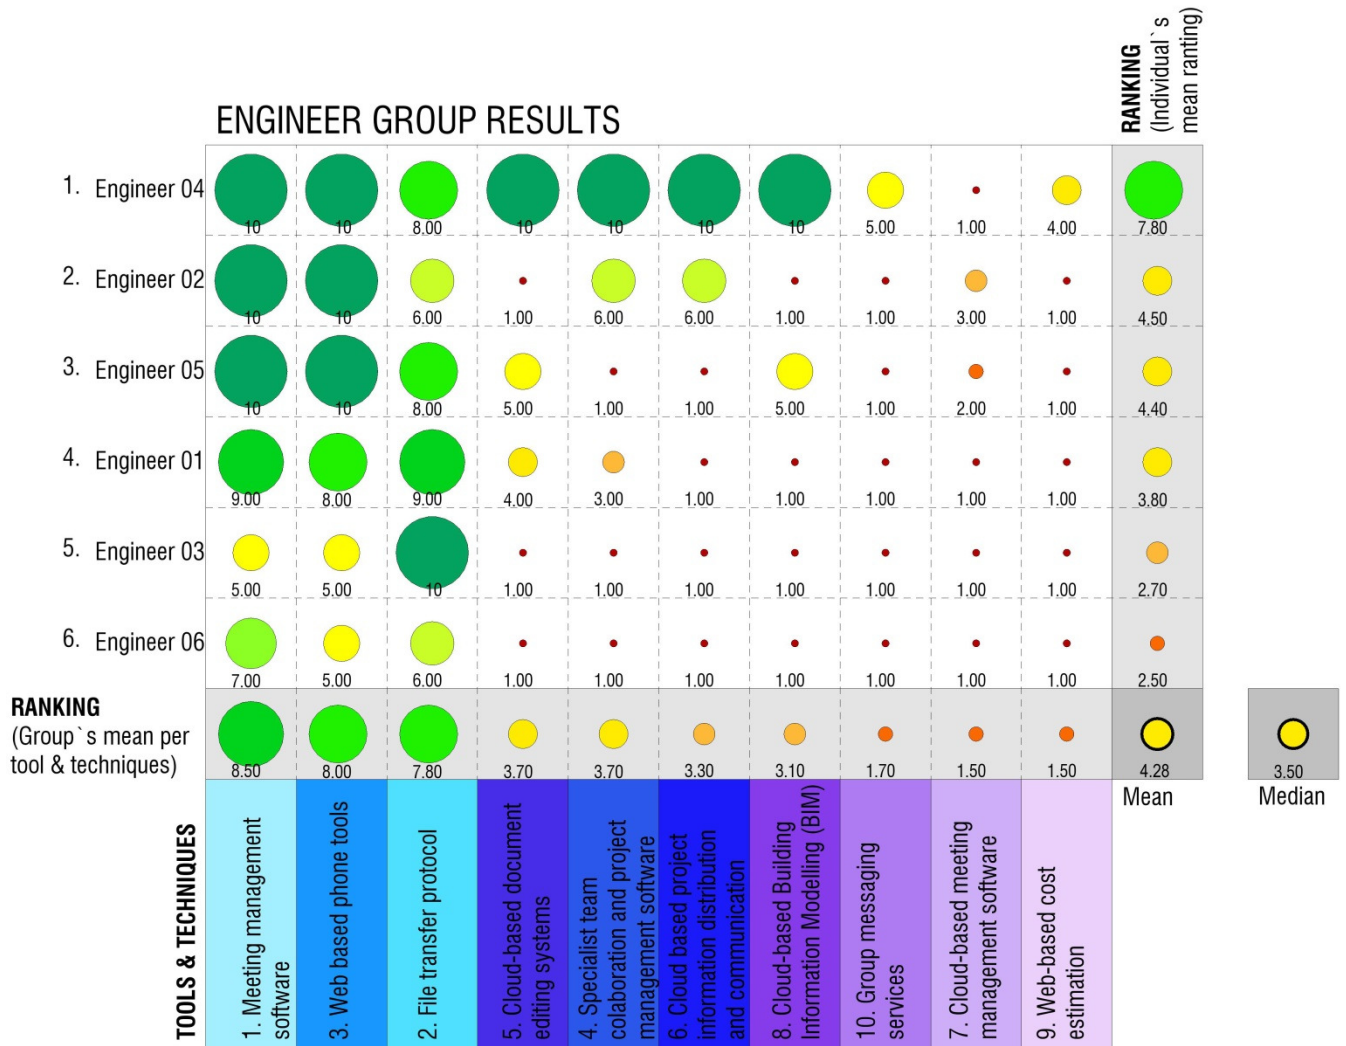 RANKING
(Individual`s
mean ranting)
ENGINEER GROUP RESULTS
1. Engineer 04
10 10 8.00 10 10 10 10 5.00 1.00 4.00 7.80
2. Engineer 02
10 10 6.00 1.00 6.00 6.00 1.00 1.00 3.00 1.00 4.50
3. Engineer 05
10 10 8.00 5.00 1.00 1.00 5.00 1.00 2.00 1.00 4.40
4. Engineer 01
9.00 8.00 9.00 4.00 3.00 1.00 1.00 1.00 1.00 1.00 3.80
5. Engineer 03
5.00 5.00 10 1.00 1.00 1.00 1.00 1.00 1.00 1.00 2.70
6. Engineer 06
7.00 5.00 6.00 1.00 1.00 1.00 1.00 1.00 1.00 1.00 2.50
RANKING
(Group`s mean per
tool & techniques)
8.50 8.00 7.80 3.70 3.70 3.30 3.10 1.70 1.50 1.50 4.28 3.50
Mean
Median
TOOLS & TECHNIQUES
1. Meeting management
software
3. Web based phone tools
2. File transfer protocol
5. Cloud-based document
editing systems
4. Specialist team
colaboration and project
management software
6. Cloud based project
information distribution
and communication
8. Cloud-based Building
Information Modelling (BIM)
10. Group messaging
services
7. Cloud-based meeting
management software
9. Web-based cost
estimation